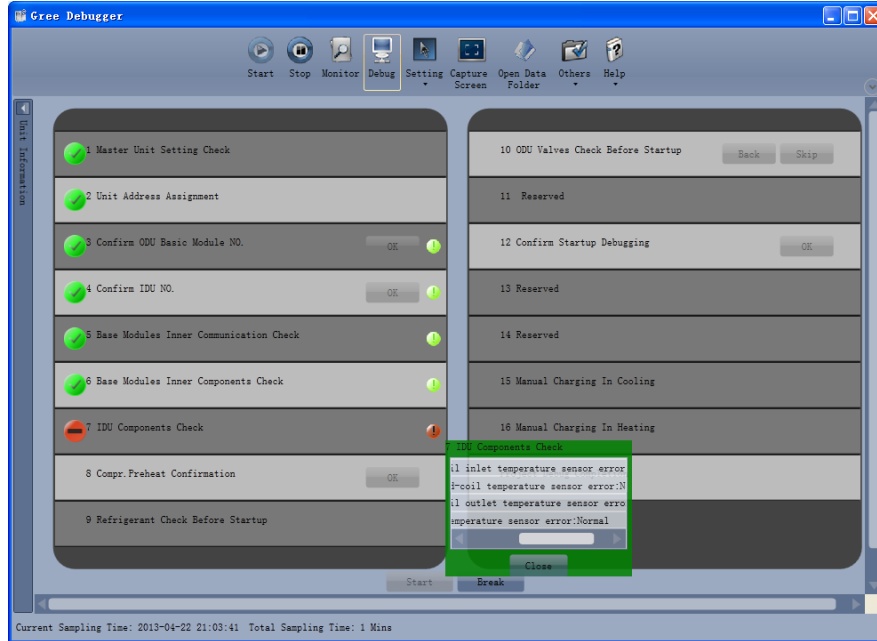 Gree Debugger
Start Stop Monitor Debug Setting Capture Screen Open Data Folder Others Help
Unit Information
1 Master Unit Setting Check
2 Unit Address Assignment
3 Confirm ODU Basic Module NO. OK
4 Confirm IDU NO. OK
5 Base Modules Inner Communication Check
6 Base Modules Inner Components Check
7 IDU Components Check
8 Compr.Preheat Confirmation OK
9 Refrigerant Check Before Startup
10 ODU Valves Check Before Startup Back Skip
11 Reserved
12 Confirm Startup Debugging OK
13 Reserved
14 Reserved
15 Manual Charging In Cooling
16 Manual Charging In Heating
7 IDU Components Check
il inlet temperature sensor error
d-coil temperature sensor error:N
il outlet temperature sensor erro
emperature sensor error:Normal
Close
Start Break
Current Sampling Time: 2013-04-22 21:03:41 Total Sampling Time: 1 Mins